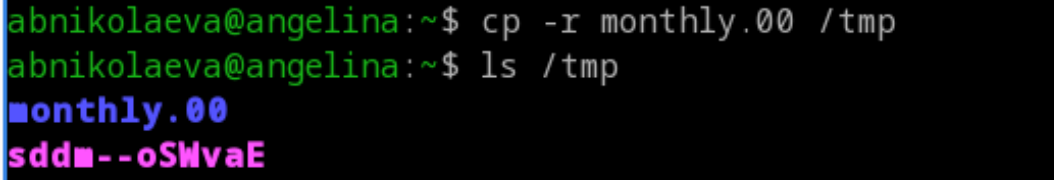 abnikolaeva@angelina:~$ cp -r monthly.00 /tmp
abnikolaeva@angelina:~$ ls /tmp
monthly.00
sddm--oSWvaE